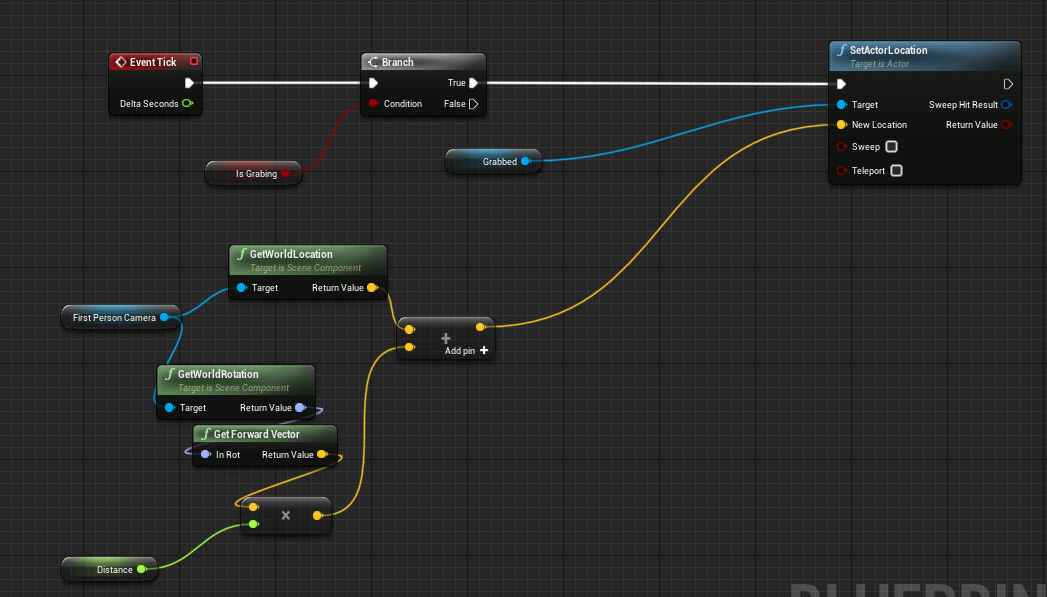 Event Tick
Delta Seconds
Branch
True
Condition
False
SetActorLocation
Target is Actor
Target
Sweep Hit Result
New Location
Return Value
Sweep
Teleport
Is Grabing
Grabbed
GetWorldLocation
Target is Scene Component
Target
Return Value
First Person Camera
Add pin
GetWorldRotation
Target is Scene Component
Target
Return Value
Get Forward Vector
In Rot
Return Value
Distance